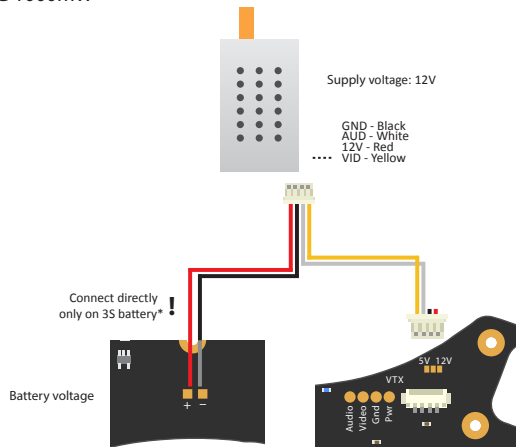 Supply voltage: 12V
GND - Black
AUD - White
12V - Red
VID - Yellow
Connect directly
only on 3S battery*
!
Battery voltage
+ −
5V 12V
VTX
Audio
Video
Gnd
Pwr